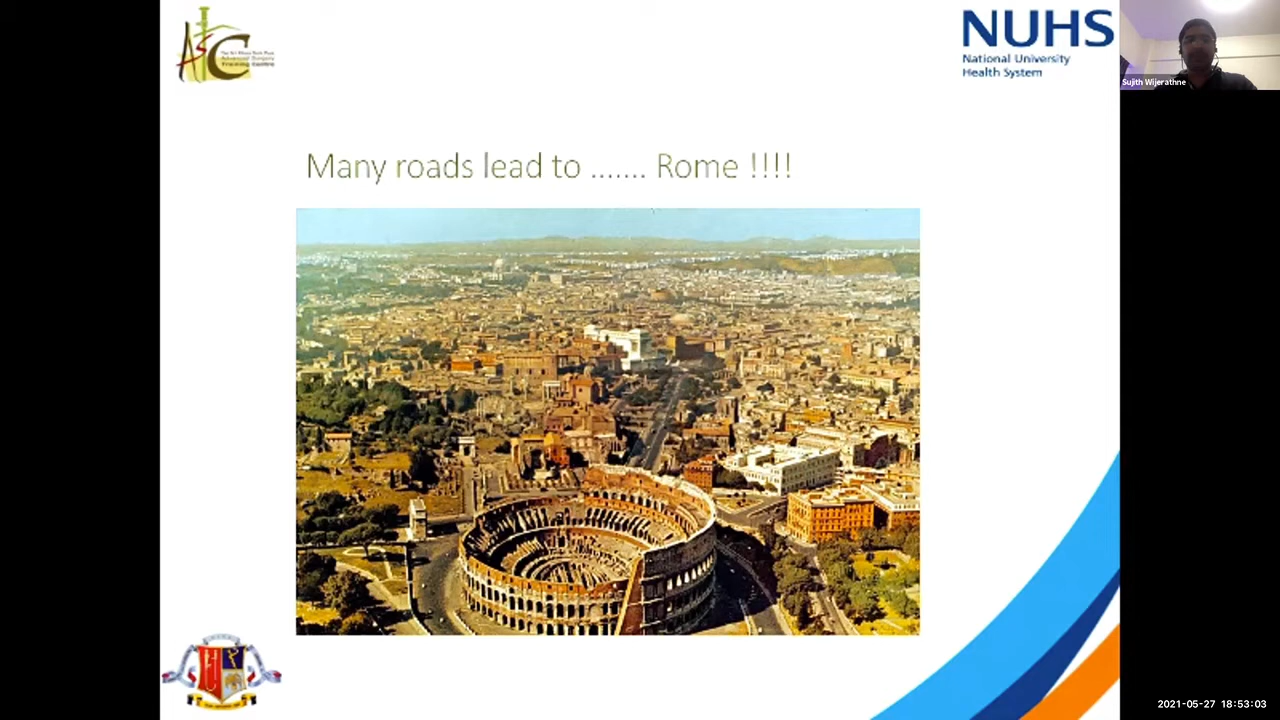 NUHS
National University
Health System
Sujith Wijerathne
Many roads lead to ....... Rome !!!!
2021-05-27 18:53:03